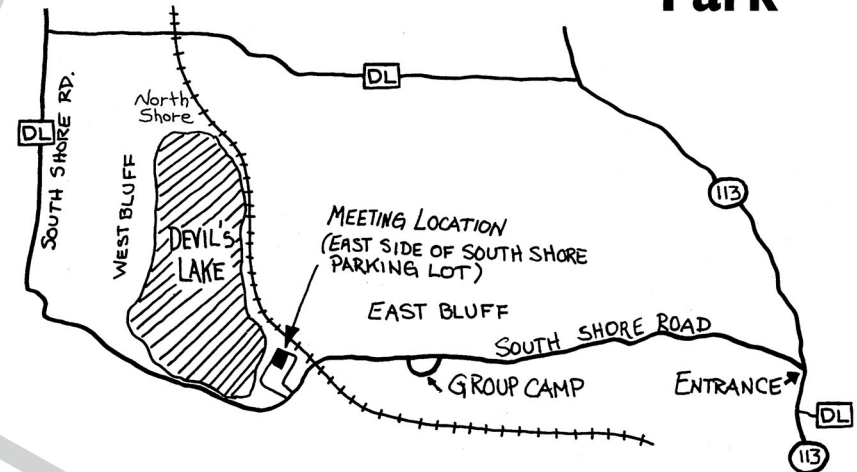 Park
DL
SOUTH SHORE RD.
DL
North
Shore
113
WEST BLUFF
DEVIL'S
LAKE
MEETING LOCATION
(EAST SIDE OF SOUTH SHORE
PARKING LOT)
EAST BLUFF
SOUTH SHORE ROAD
GROUP CAMP
ENTRANCE
DL
113